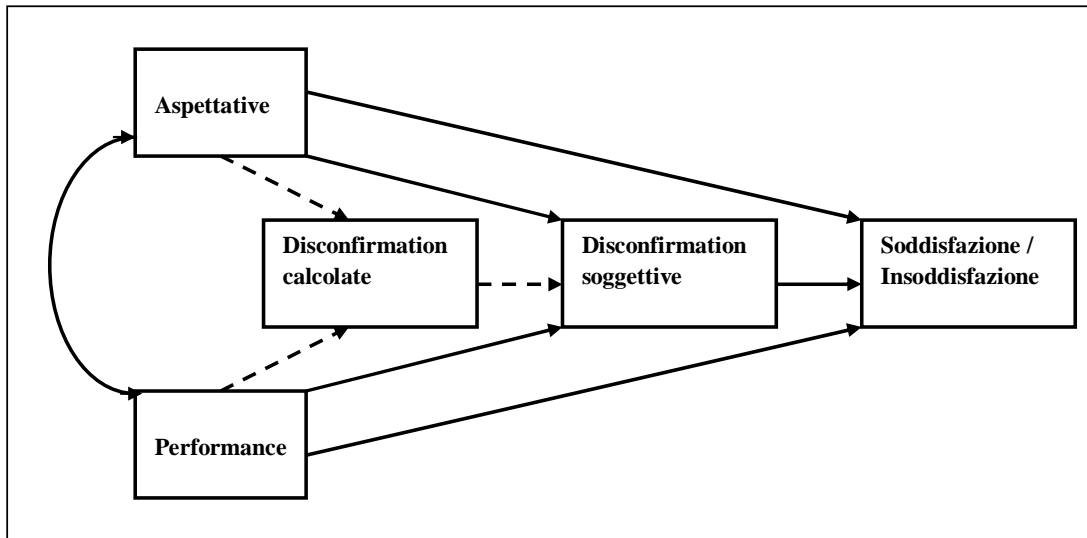 Aspettative
Disconfirmation
calcolate
Disconfirmation
soggettive
Soddisfazione /
Insoddisfazione
Performance